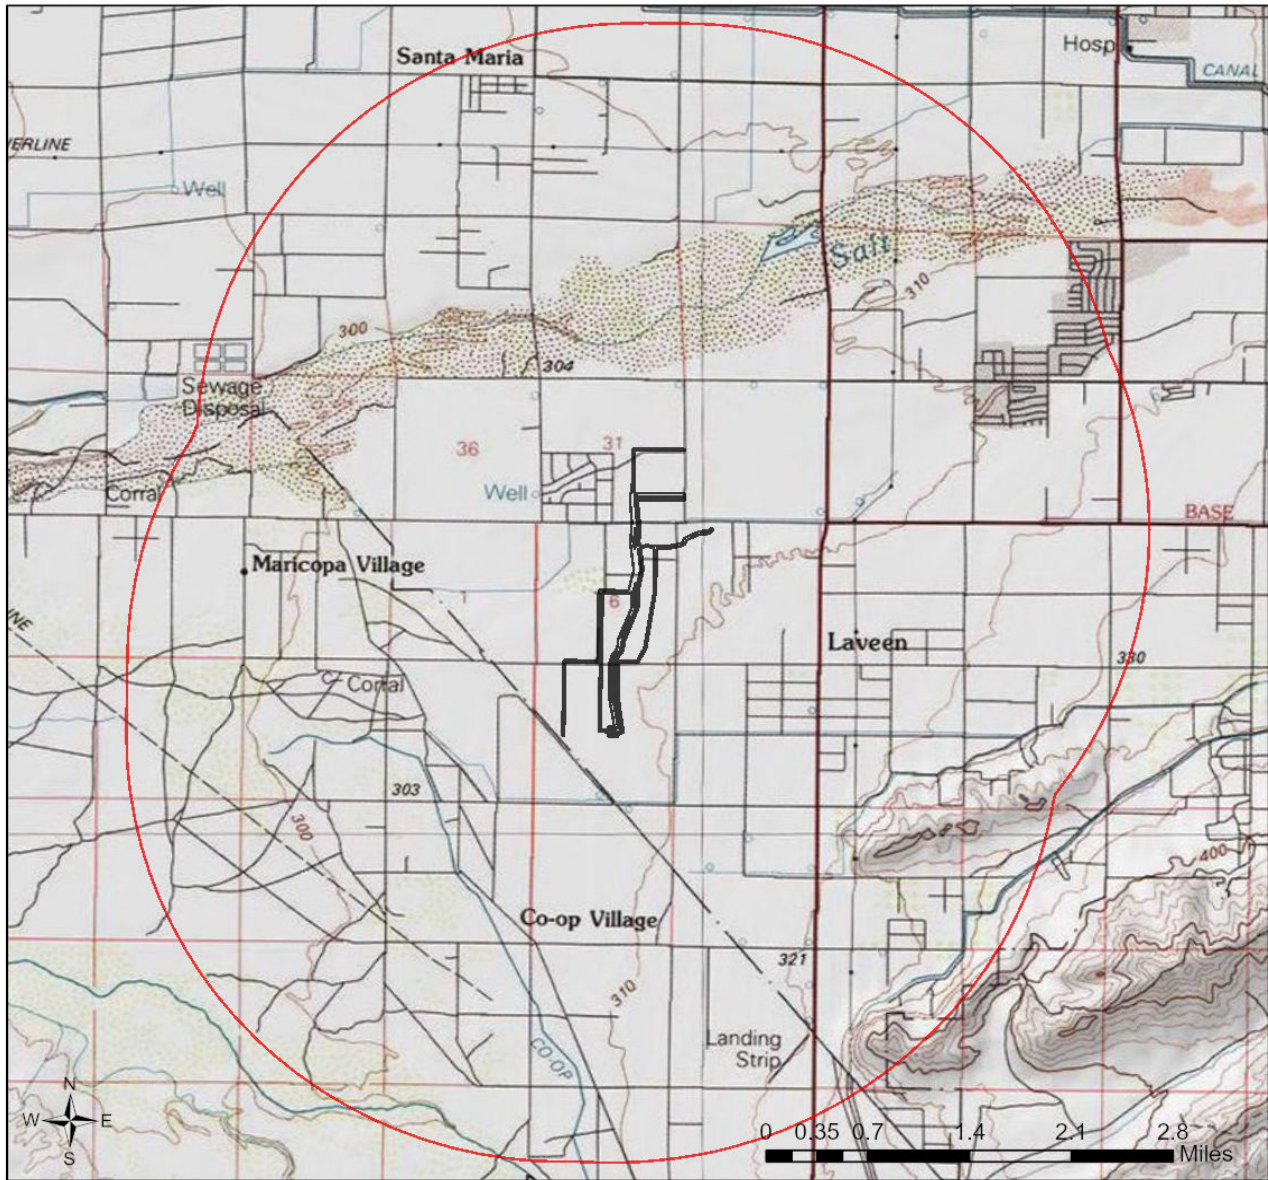 Hosp
Santa Maria
CANAL
Well
Salt
310
300
304
Sewage
Disposal
31
36
Well
Corral
BASE
Maricopa Village
1
6
Laveen
330
Corral
303
300
400
Co-op Village
321
310
Landing
Strip
CO-OP
N
W E
S
0 0.35 0.7 1.4 2.1 2.8
Miles